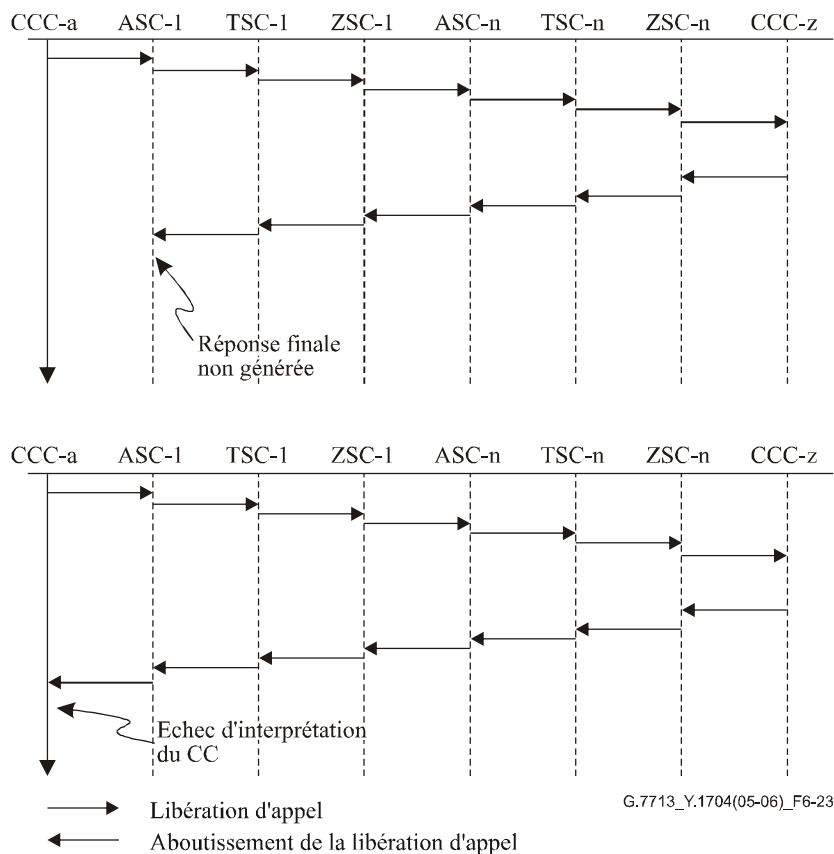 CCC-a ASC-1 TSC-1 ZSC-1 ASC-n TSC-n ZSC-n CCC-z
Réponse finale
non générée
CCC-a ASC-1 TSC-1 ZSC-1 ASC-n TSC-n ZSC-n CCC-z
Echec d'interprétation
du CC
G.7713_Y.1704(05-06)_F6-23
Libération d'appel
Aboutissement de la libération d'appel